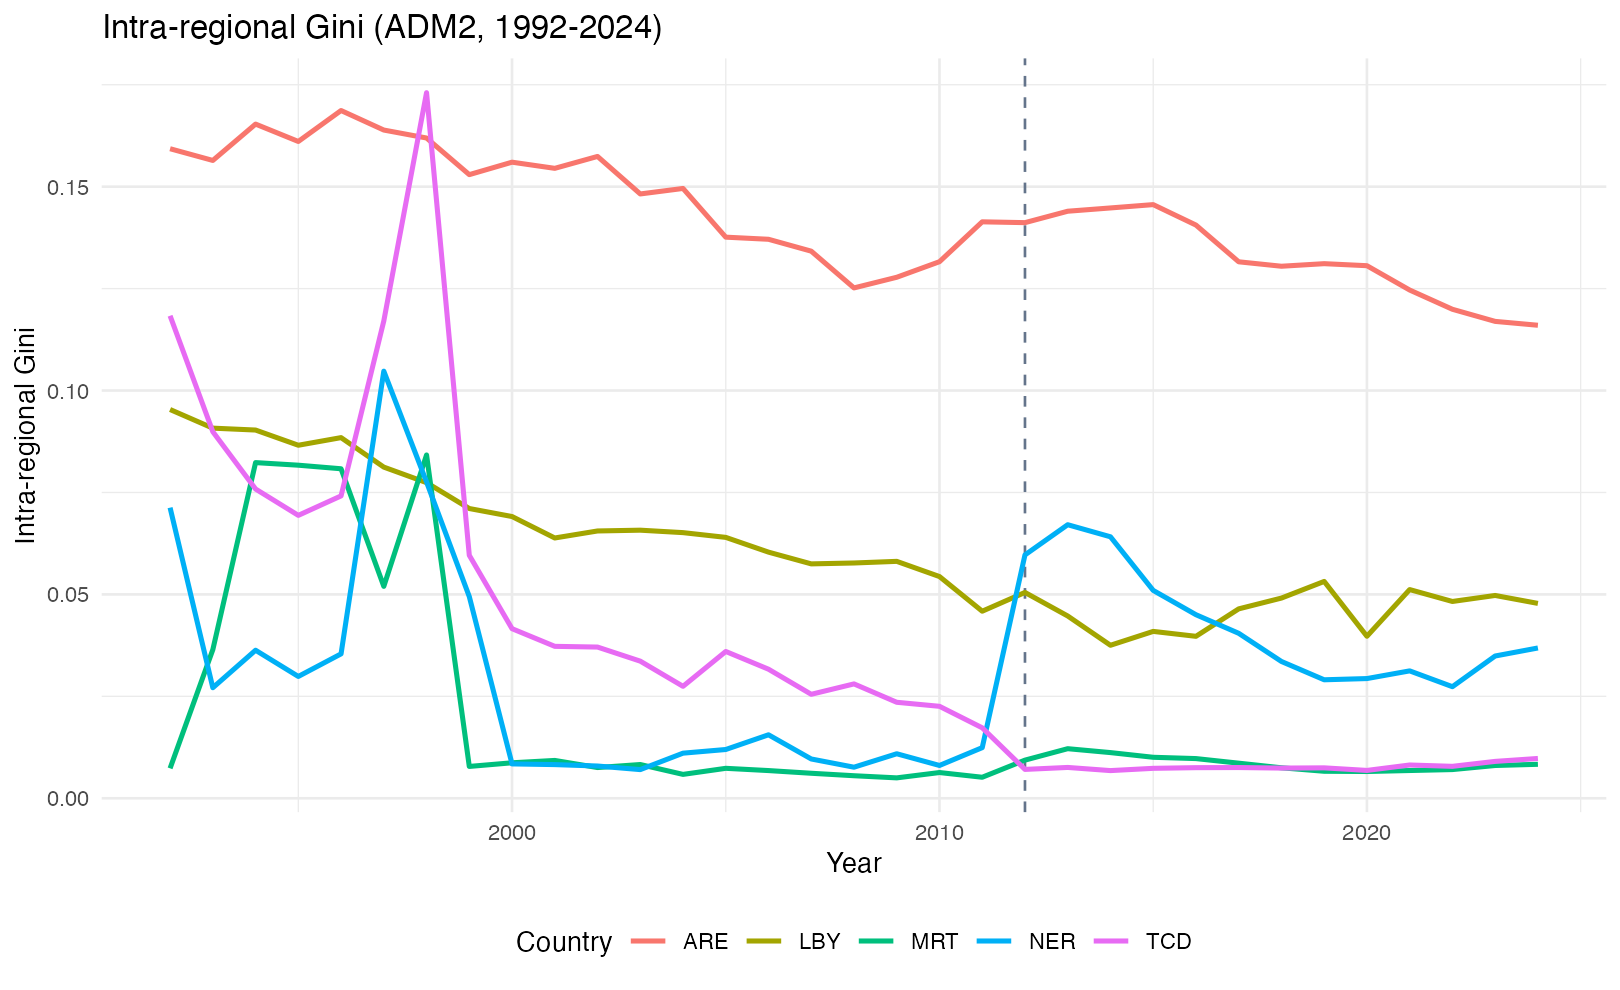 Intra-regional Gini (ADM2, 1992-2024)
Intra-regional Gini
0.15
0.10
0.05
0.00
2000 2010 2020
Year
Country ARE LBY MRT NER TCD